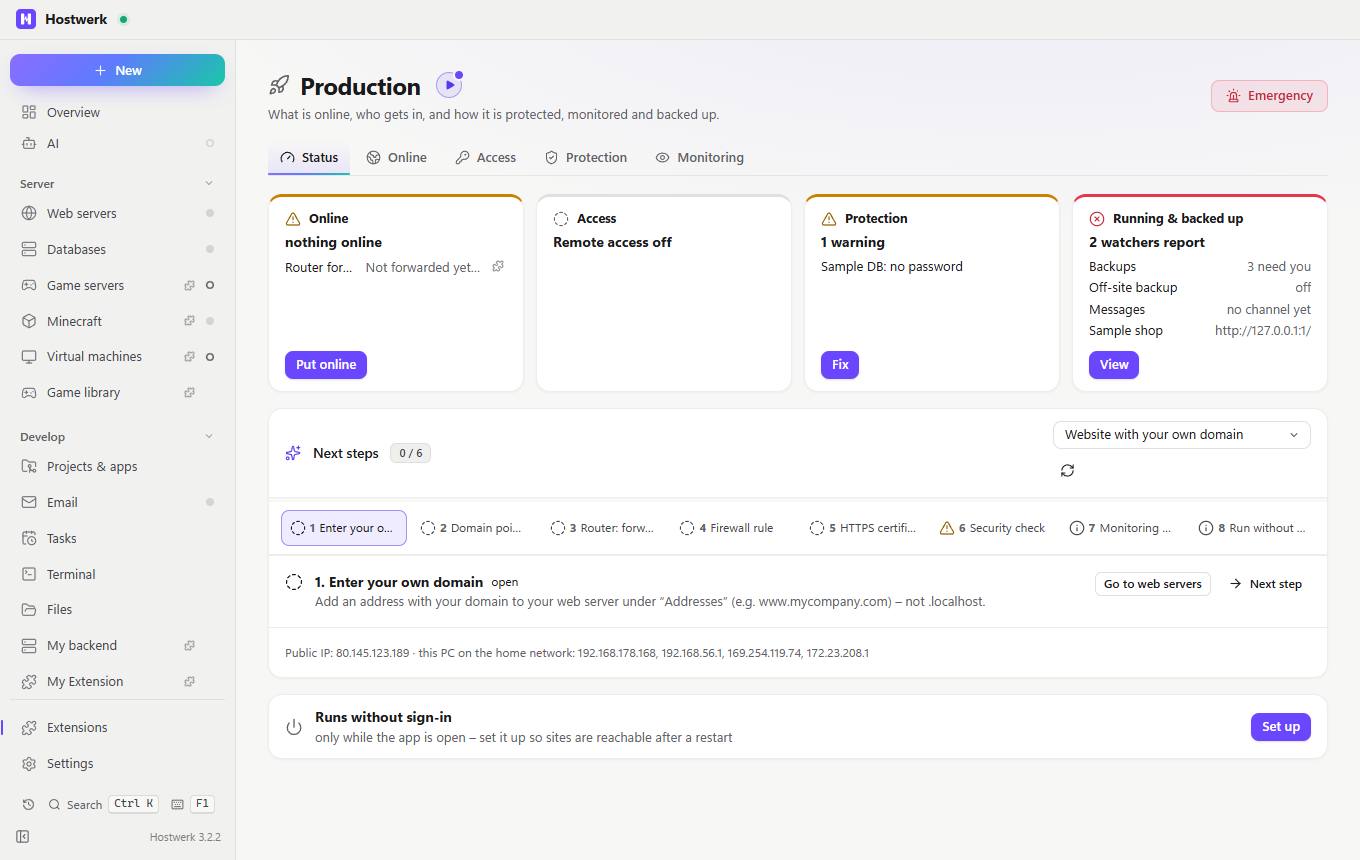 Hostwerk
New
Overview
AI
Server
Web servers
Databases
Game servers
Minecraft
Virtual machines
Game library
Develop
Projects & apps
Email
Tasks
Terminal
Files
My backend
My Extension
Extensions
Settings
Search Ctrl K F1
Hostwerk 3.2.2
Production
What is online, who gets in, and how it is protected, monitored and backed up.
Emergency
Status Online Access Protection Monitoring
Online
nothing online
Router for... Not forwarded yet...
Put online
Access
Remote access off
Protection
1 warning
Sample DB: no password
Fix
Running & backed up
2 watchers report
Backups 3 need you
Off-site backup off
Messages no channel yet
Sample shop http://127.0.0.1:1/
View
Next steps 0 / 6
Website with your own domain
1 Enter your o... 2 Domain poi... 3 Router: forw... 4 Firewall rule 5 HTTPS certifi... 6 Security check 7 Monitoring ... 8 Run without ...
1. Enter your own domain open
Add an address with your domain to your web server under “Addresses” (e.g. www.mycompany.com) – not .localhost.
Go to web servers Next step
Public IP: 80.145.123.189 · this PC on the home network: 192.168.178.168, 192.168.56.1, 169.254.119.74, 172.23.208.1
Runs without sign-in
only while the app is open – set it up so sites are reachable after a restart
Set up